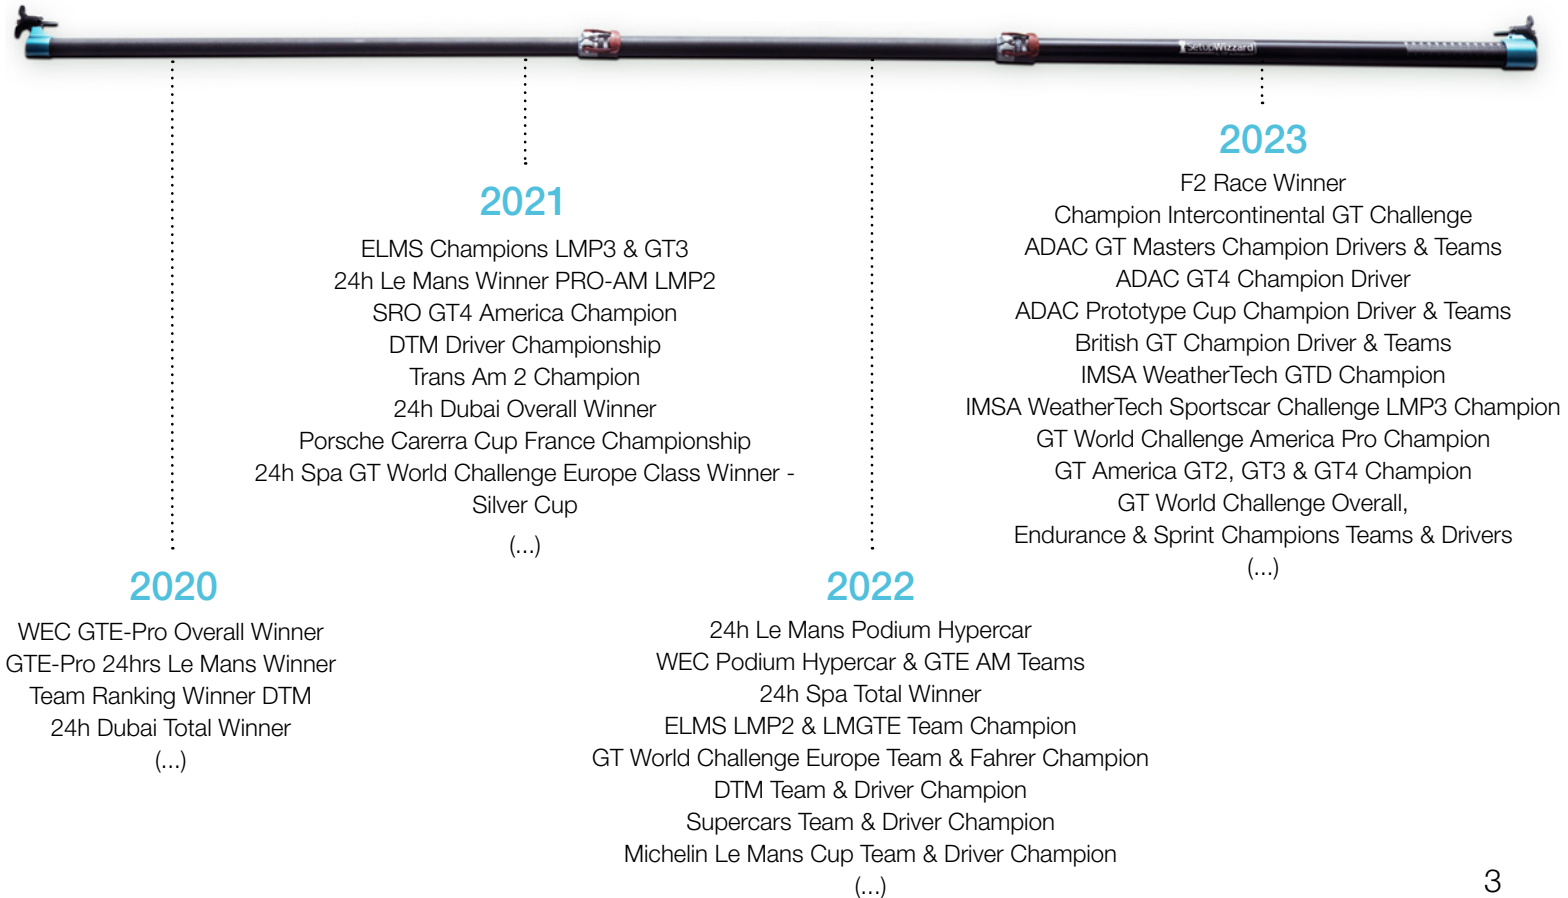 SetupWizzard
2020
WEC GTE-Pro Overall Winner
GTE-Pro 24hrs Le Mans Winner
Team Ranking Winner DTM
24h Dubai Total Winner
(...)
2021
ELMS Champions LMP3 & GT3
24h Le Mans Winner PRO-AM LMP2
SRO GT4 America Champion
DTM Driver Championship
Trans Am 2 Champion
24h Dubai Overall Winner
Porsche Carerra Cup France Championship
24h Spa GT World Challenge Europe Class Winner -
Silver Cup
(...)
2022
24h Le Mans Podium Hypercar
WEC Podium Hypercar & GTE AM Teams
24h Spa Total Winner
ELMS LMP2 & LMGTE Team Champion
GT World Challenge Europe Team & Fahrer Champion
DTM Team & Driver Champion
Supercars Team & Driver Champion
Michelin Le Mans Cup Team & Driver Champion
(...)
2023
F2 Race Winner
Champion Intercontinental GT Challenge
ADAC GT Masters Champion Drivers & Teams
ADAC GT4 Champion Driver
ADAC Prototype Cup Champion Driver & Teams
British GT Champion Driver & Teams
IMSA WeatherTech GTD Champion
IMSA WeatherTech Sportscar Challenge LMP3 Champion
GT World Challenge America Pro Champion
GT America GT2, GT3 & GT4 Champion
GT World Challenge Overall,
Endurance & Sprint Champions Teams & Drivers
(...)
3